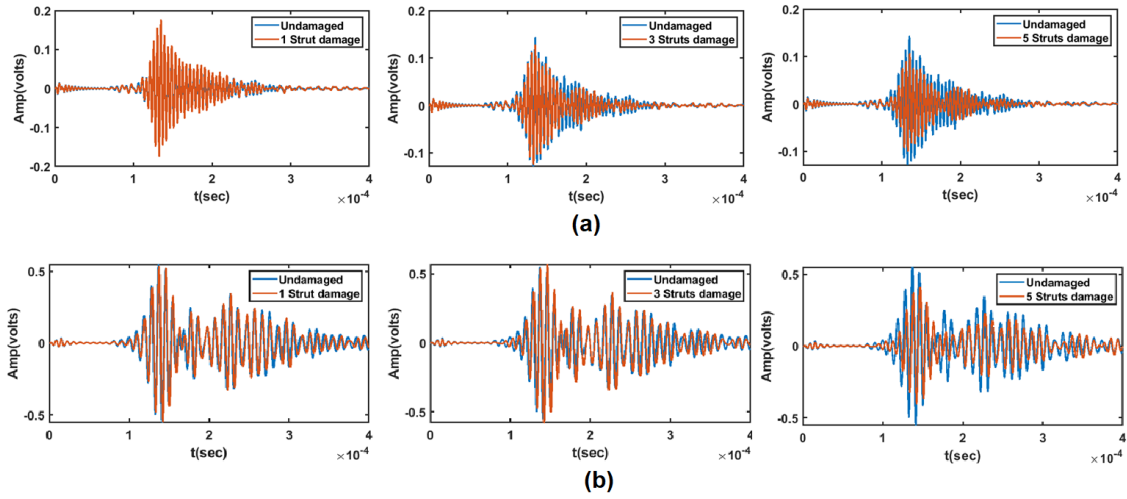 0.2
0.1
0
-0.1
-0.2
Amp(volts)
Undamaged
1 Strut damage
0 1 2 3 4
t(sec)
×10⁻⁴
0.2
0.1
0
-0.1
Amp(volts)
Undamaged
3 Struts damage
0 1 2 3 4
t(sec)
×10⁻⁴
0.2
0.1
0
-0.1
Amp(volts)
Undamaged
5 Struts damage
0 1 2 3 4
t(sec)
×10⁻⁴
(a)
0.5
0
-0.5
Amp(volts)
Undamaged
1 Strut damage
0 1 2 3 4
t(sec)
×10⁻⁴
0.5
0
-0.5
Amp(volts)
Undamaged
3 Struts damage
0 1 2 3 4
t(sec)
×10⁻⁴
0.5
0
-0.5
Amp(volts)
Undamaged
5 Struts damage
0 1 2 3 4
t(sec)
×10⁻⁴
(b)